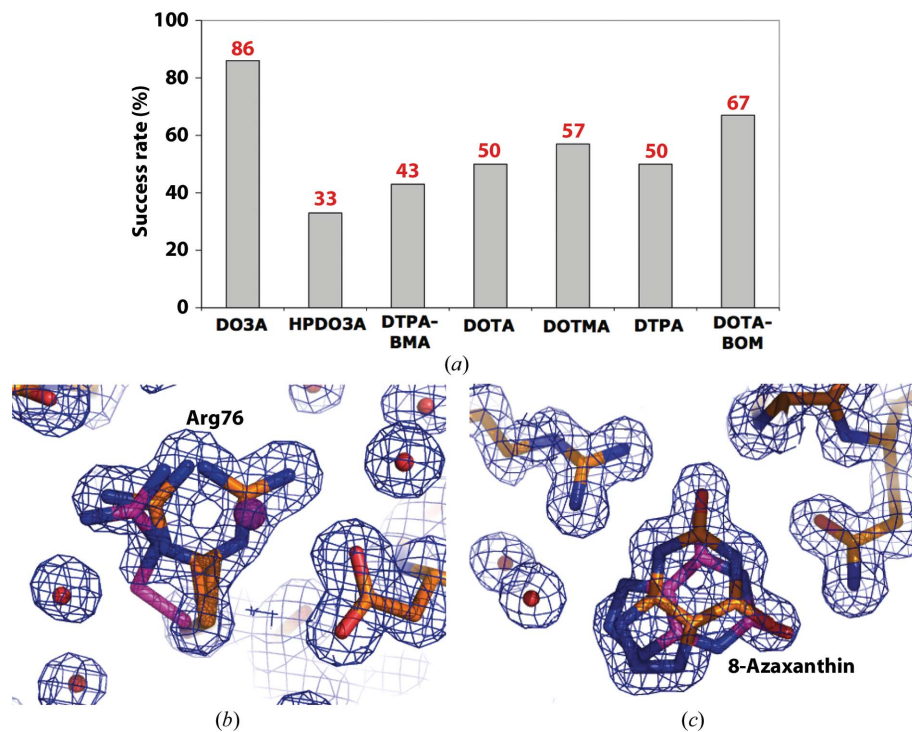 100
80
60
40
20
0
Success rate (%)
86
33
43
50
57
50
67
DO3A
HPDO3A
DTPA-
BMA
DOTA
DOTMA
DTPA
DOTA-
BOM
(a)
Arg76
8-Azaxanthin
(b)
(c)